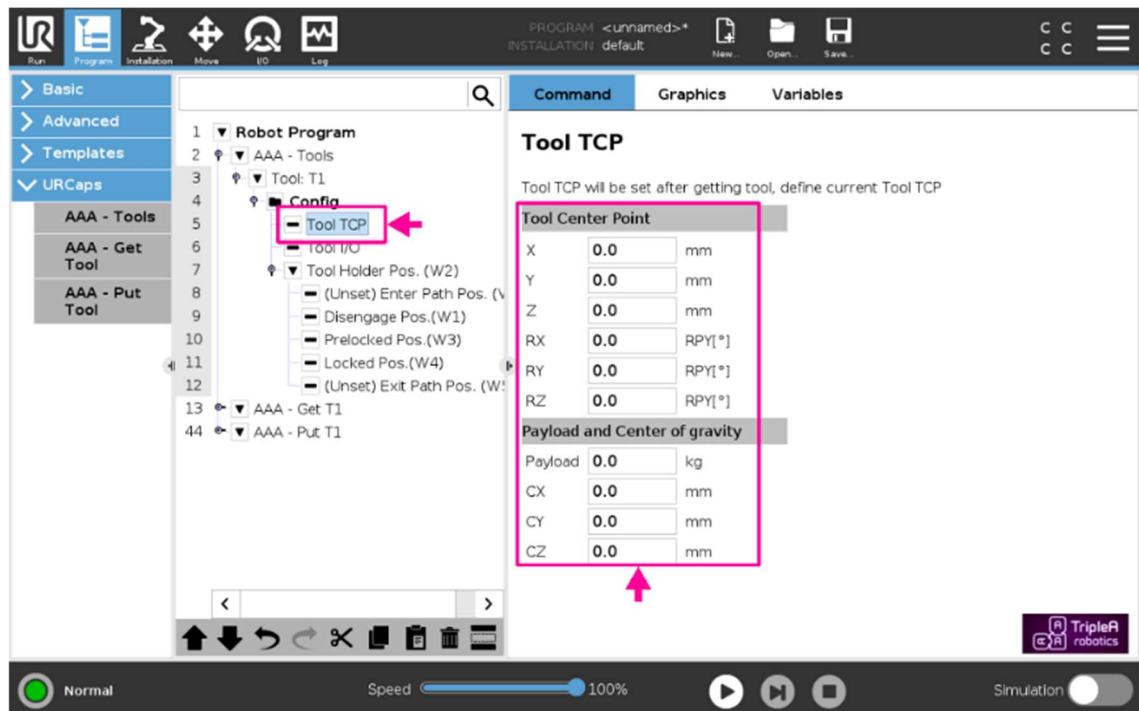 PROGRAM <unnamed>*
INSTALLATION default
Run Program Installation Move I/O Log New... Open... Save...
C C
C C
Basic
Advanced
Templates
URCaps
AAA - Tools
AAA - Get
Tool
AAA - Put
Tool
1 Robot Program
2 AAA - Tools
3 Tool: T1
4 Config
5 Tool TCP
6 Tool I/O
7 Tool Holder Pos. (W2)
8 (Unset) Enter Path Pos. (W
9 Disengage Pos.(W1)
10 Prelocked Pos.(W3)
11 Locked Pos.(W4)
12 (Unset) Exit Path Pos. (W5
13 AAA - Get T1
44 AAA - Put T1
Command Graphics Variables
Tool TCP
Tool TCP will be set after getting tool, define current Tool TCP
Tool Center Point
X 0.0 mm
Y 0.0 mm
Z 0.0 mm
RX 0.0 RPY[°]
RY 0.0 RPY[°]
RZ 0.0 RPY[°]
Payload and Center of gravity
Payload 0.0 kg
CX 0.0 mm
CY 0.0 mm
CZ 0.0 mm
TripleA
robotics
Normal
Speed 100%
Simulation